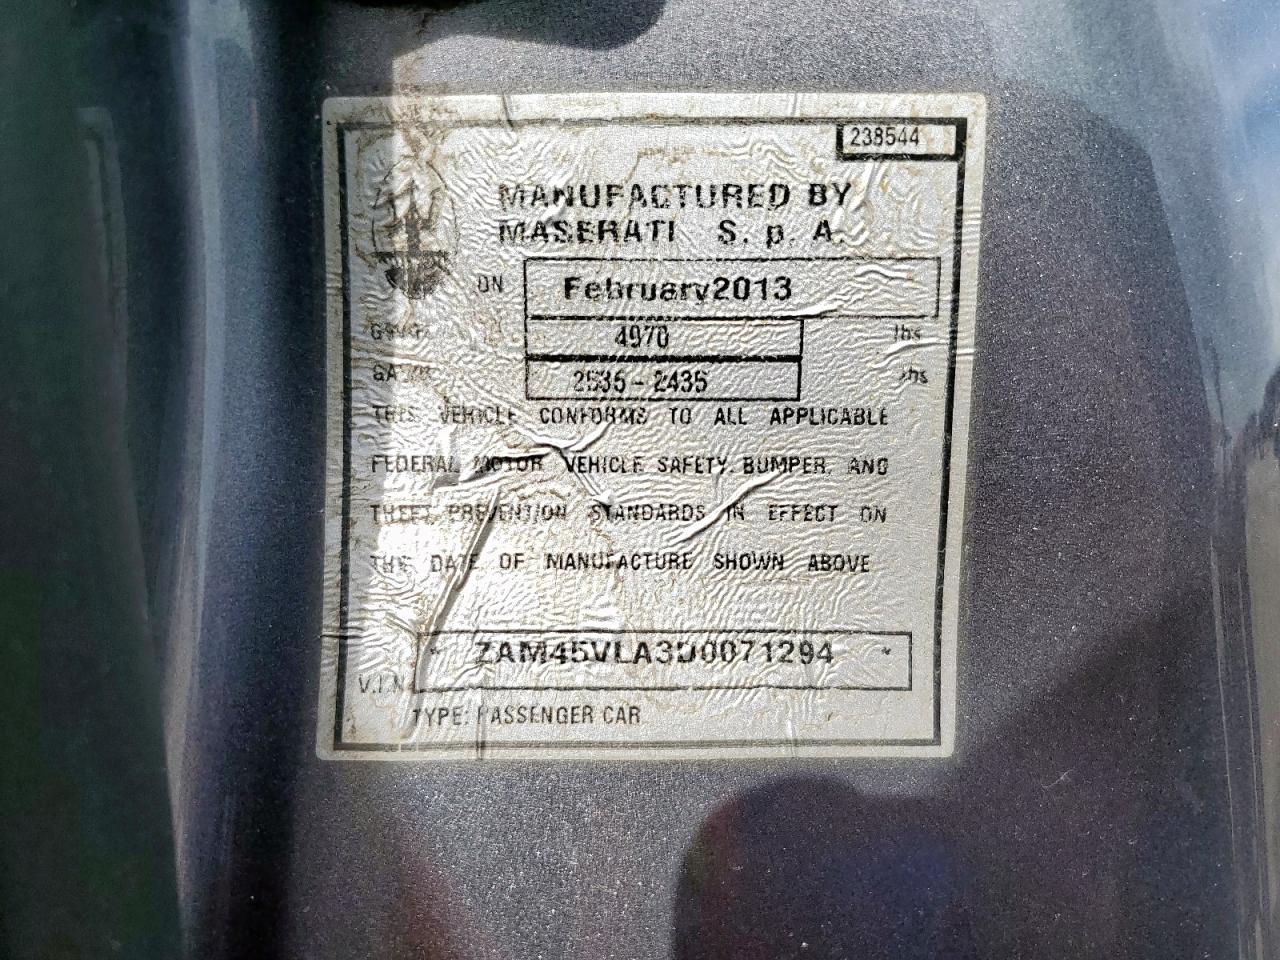 238544
MANUFACTURED BY
MASERATI S. p. A.
ON February2013
GVWR 4970 lbs
GAWR 2535 - 2435 lbs
THIS VEHICLE CONFORMS TO ALL APPLICABLE
FEDERAL MOTOR VEHICLE SAFETY, BUMPER, AND
THEFT PREVENTION STANDARDS IN EFFECT ON
THE DATE OF MANUFACTURE SHOWN ABOVE
V.I.N. * ZAM45VLA3D0071294 *
TYPE: PASSENGER CAR